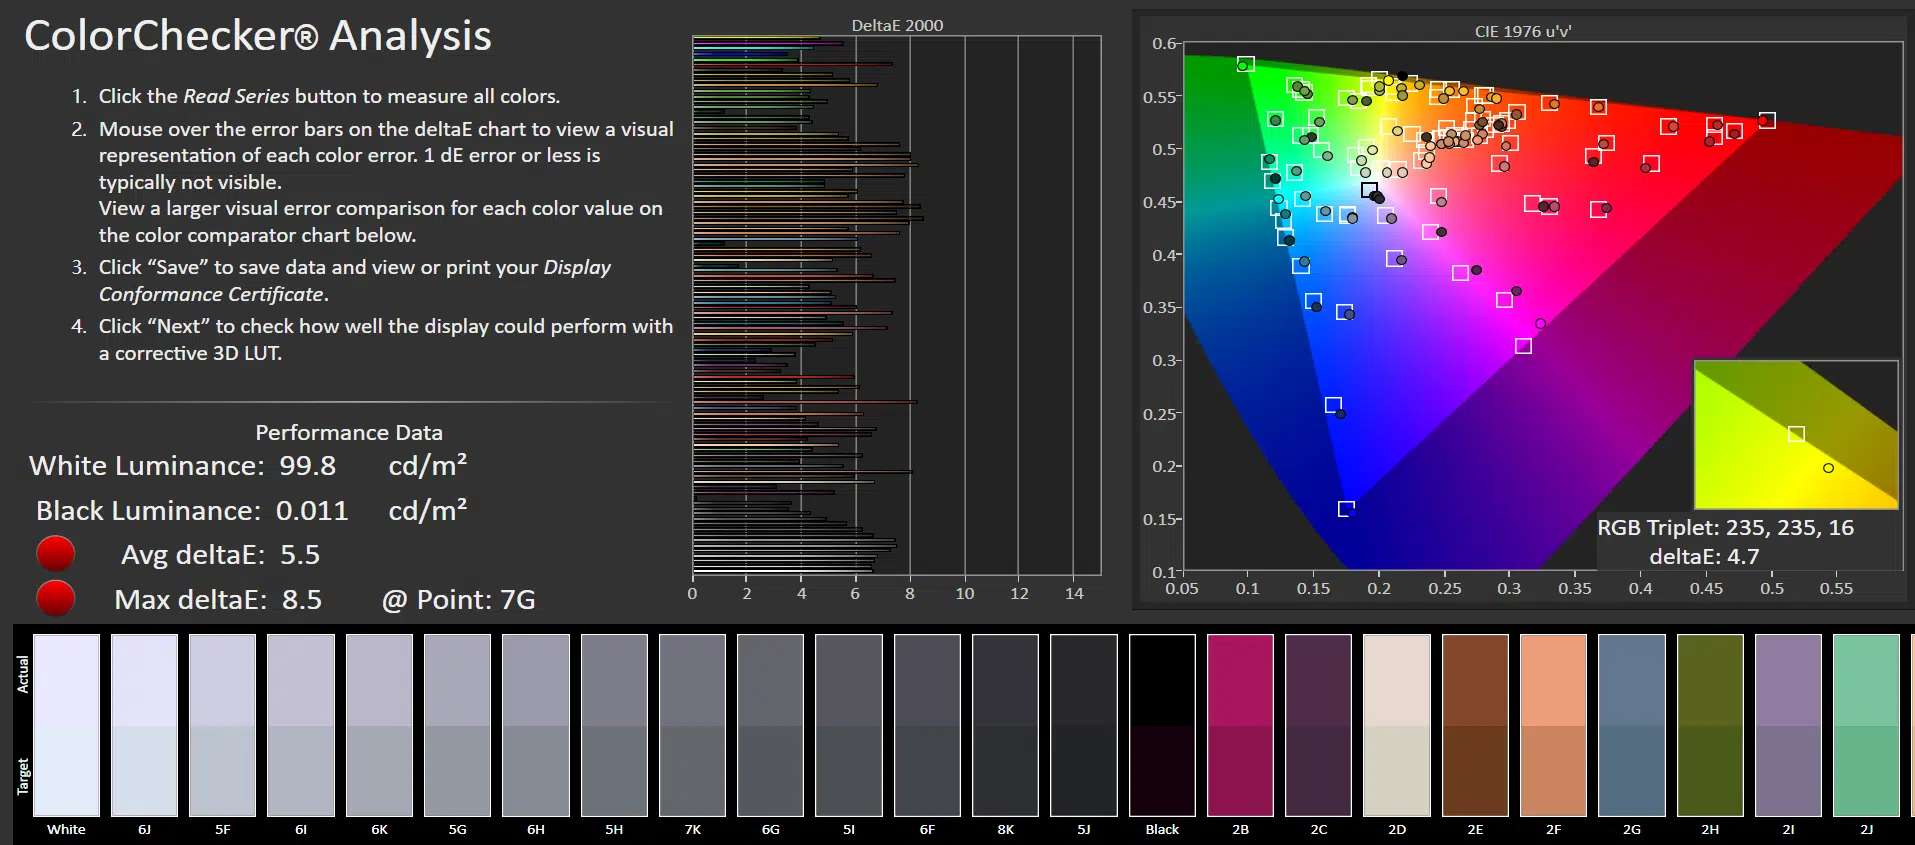 ColorChecker® Analysis
1. Click the Read Series button to measure all colors.
2. Mouse over the error bars on the deltaE chart to view a visual
representation of each color error. 1 dE error or less is
typically not visible.
View a larger visual error comparison for each color value on
the color comparator chart below.
3. Click “Save” to save data and view or print your Display
Conformance Certificate.
4. Click “Next” to check how well the display could perform with
a corrective 3D LUT.
Performance Data
White Luminance: 99.8 cd/m²
Black Luminance: 0.011 cd/m²
Avg deltaE: 5.5
Max deltaE: 8.5 @ Point: 7G
DeltaE 2000
0 2 4 6 8 10 12 14
CIE 1976 u'v'
0.6
0.55
0.5
0.45
0.4
0.35
0.3
0.25
0.2
0.15
0.1
0.05 0.1 0.15 0.2 0.25 0.3 0.35 0.4 0.45 0.5 0.55
RGB Triplet: 235, 235, 16
deltaE: 4.7
Actual
Target
White 6J 5F 6I 6K 5G 6H 5H 7K 6G 5I 6F 8K 5J Black 2B 2C 2D 2E 2F 2G 2H 2I 2J